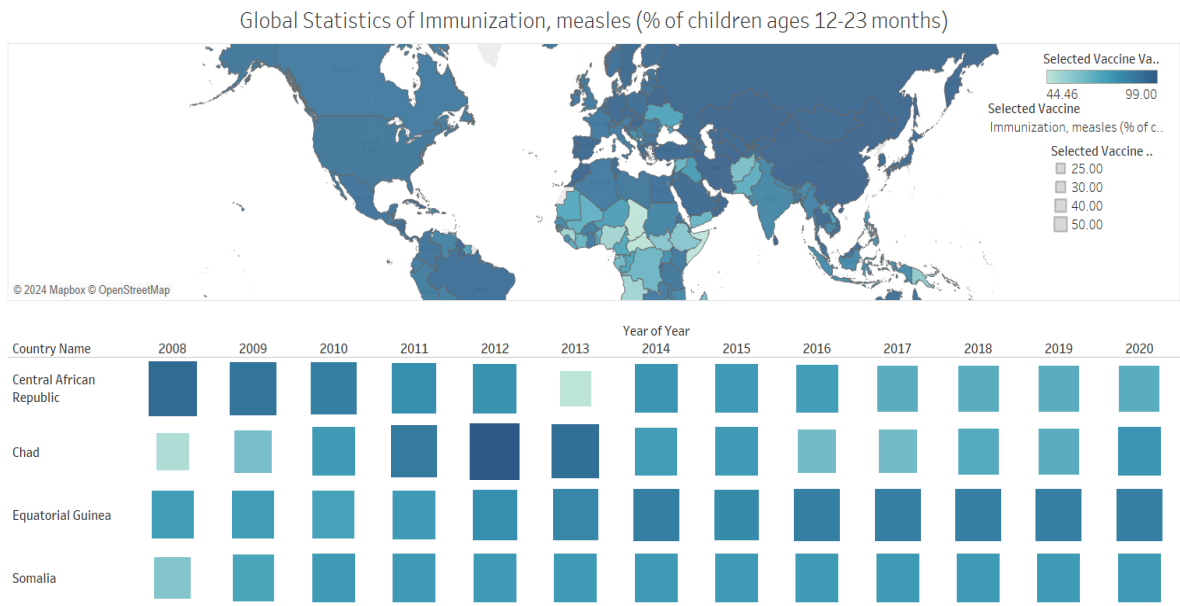 Global Statistics of Immunization, measles (% of children ages 12-23 months)
Selected Vaccine Va..
44.46 99.00
Selected Vaccine
Immunization, measles (% of c..
Selected Vaccine ..
25.00
30.00
40.00
50.00
© 2024 Mapbox © OpenStreetMap
Year of Year
Country Name 2008 2009 2010 2011 2012 2013 2014 2015 2016 2017 2018 2019 2020
Central African
Republic
Chad
Equatorial Guinea
Somalia